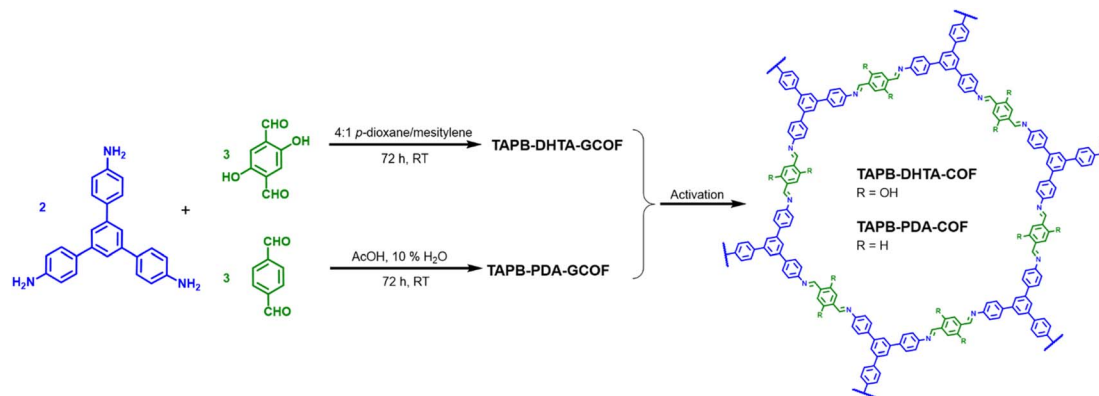 NH₂
2
H₂N
NH₂
+
3
CHO
OH
HO
CHO
4:1 p-dioxane/mesitylene
72 h, RT
TAPB-DHTA-GCOF
3
CHO
CHO
AcOH, 10 % H₂O
72 h, RT
TAPB-PDA-GCOF
Activation
TAPB-DHTA-COF
R = OH
TAPB-PDA-COF
R = H
N
R
R
N
N
R
R
N
N
R
R
N
N
R
R
N
N
R
R
N
N
R
R
N